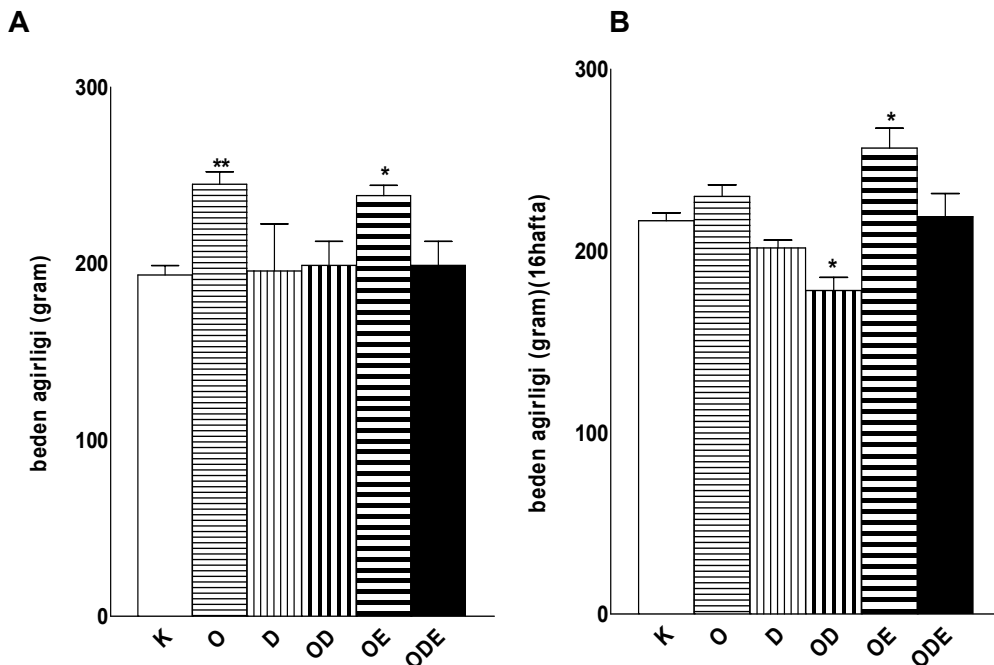 A
300
200
100
0
beden agirligi (gram)
**
*
K
O
D
OD
OE
ODE
B
300
200
100
0
beden agirligi (gram)(16hafta)
*
*
K
O
D
OD
OE
ODE